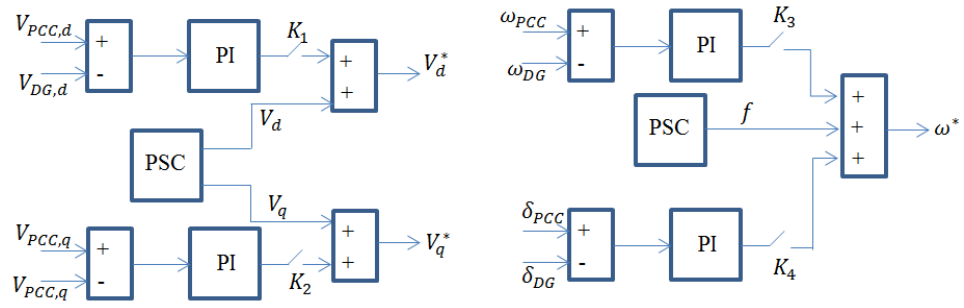 V_{PCC,d}
+
-
V_{DG,d}
PI
K_1
+
+
V_d^*
V_d
PSC
V_q
V_{PCC,q}
+
-
V_{PCC,q}
PI
K_2
+
+
V_q^*
ω_{PCC}
+
-
ω_{DG}
PI
K_3
PSC
f
+
+
+
ω^*
δ_{PCC}
+
-
δ_{DG}
PI
K_4